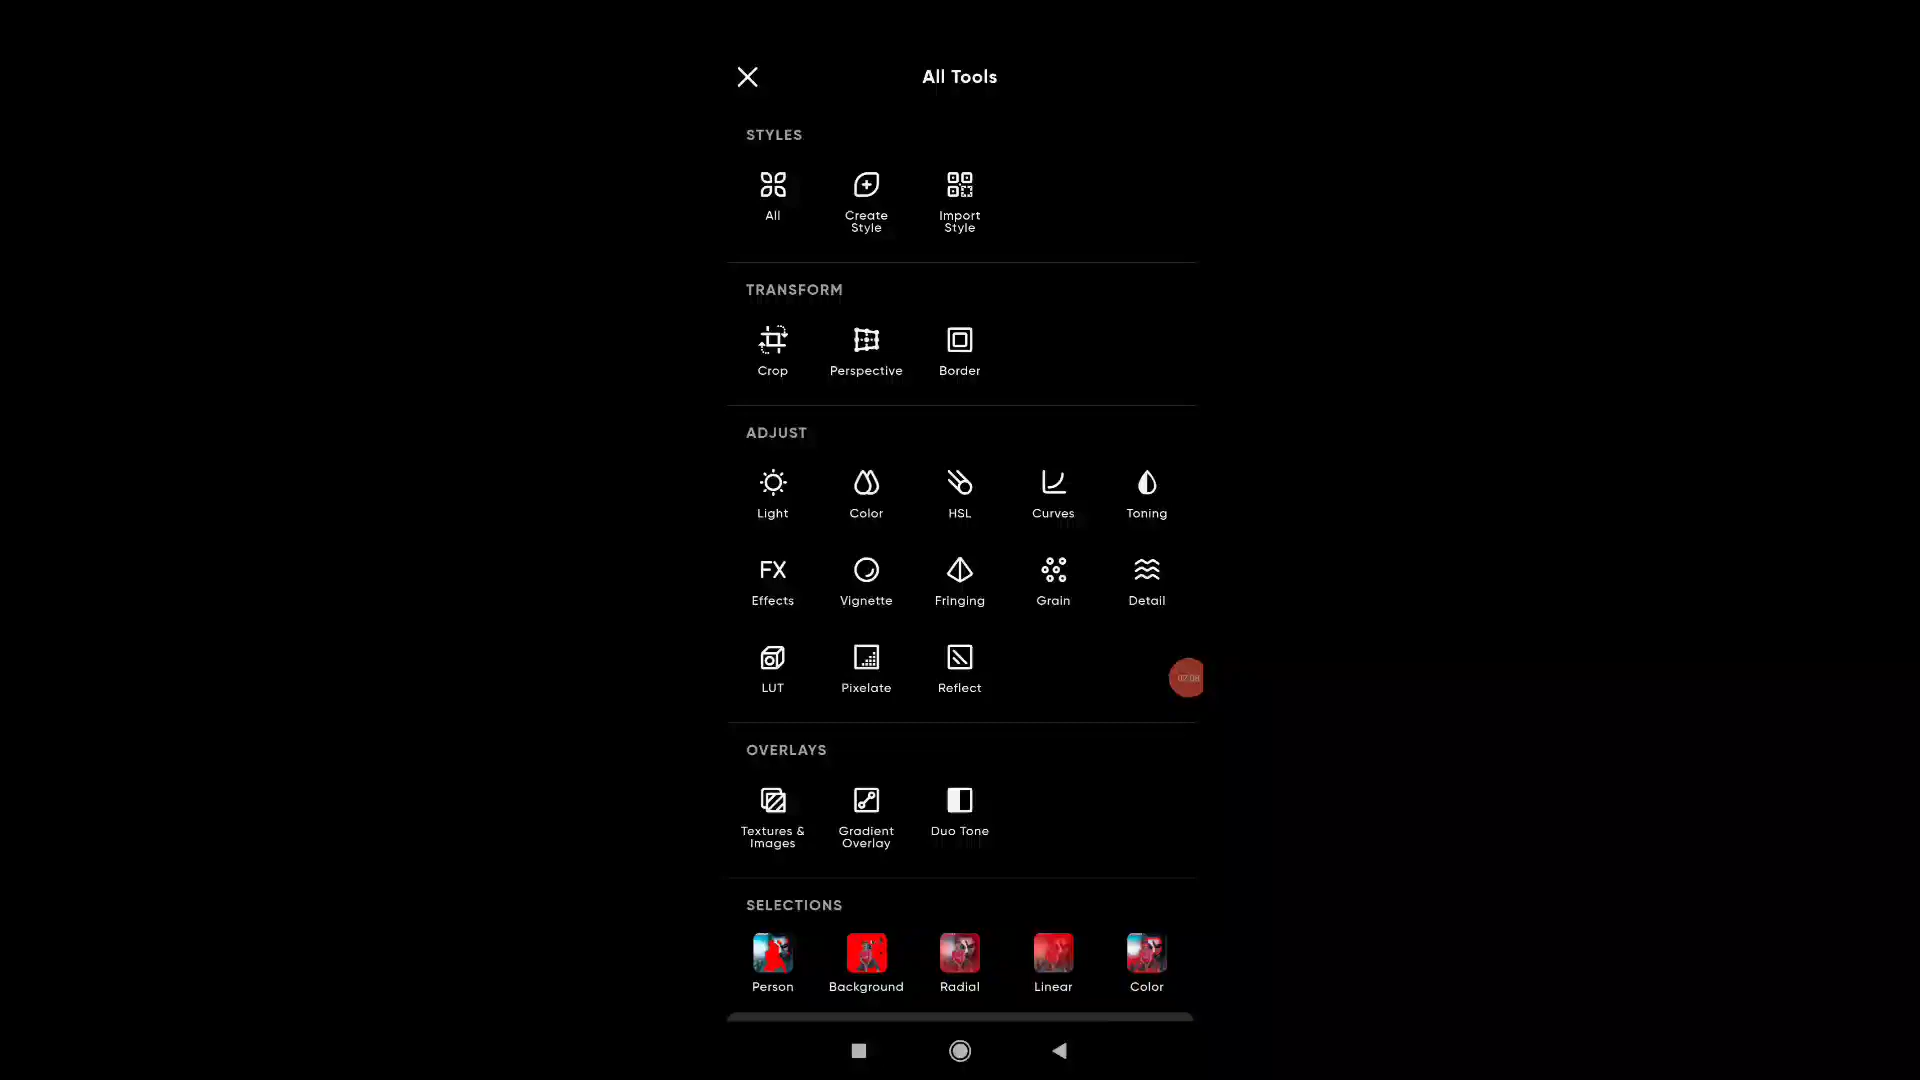 All Tools
STYLES
All
Create
Style
Import
Style
TRANSFORM
Crop
Perspective
Border
ADJUST
Light
Color
HSL
Curves
Toning
FX
Effects
Vignette
Fringing
Grain
Detail
LUT
Pixelate
Reflect
02:08
OVERLAYS
Textures &
Images
Gradient
Overlay
Duo Tone
SELECTIONS
Person
Background
Radial
Linear
Color